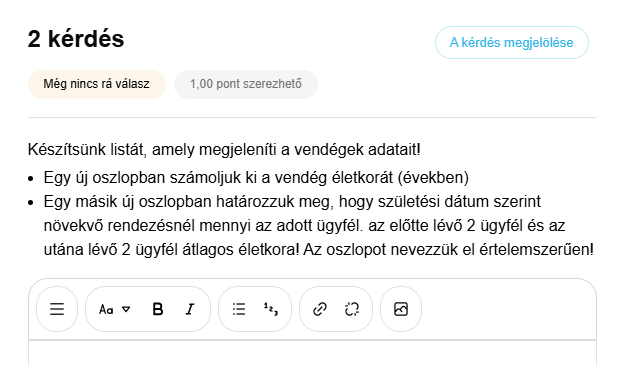 2 kérdés
A kérdés megjelölése
Még nincs rá válasz
1,00 pont szerezhető
Készítsünk listát, amely megjeleníti a vendégek adatait!
• Egy új oszlopban számoljuk ki a vendég életkorát (években)
• Egy másik új oszlopban határozzuk meg, hogy születési dátum szerint
növekvő rendezésnél mennyi az adott ügyfél. az előtte lévő 2 ügyfél és az
utána lévő 2 ügyfél átlagos életkora! Az oszlopot nevezzük el értelemszerűen!
Aa B I